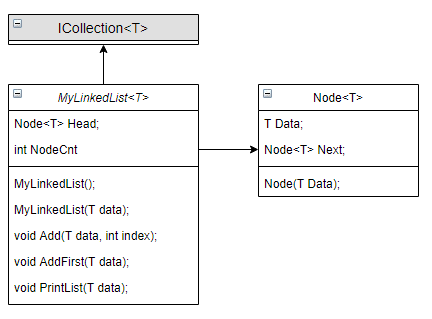 ICollection<T>
MyLinkedList<T>
Node<T> Head;
int NodeCnt
MyLinkedList();
MyLinkedList(T data);
void Add(T data, int index);
void AddFirst(T data);
void PrintList(T data);
Node<T>
T Data;
Node<T> Next;
Node(T Data);